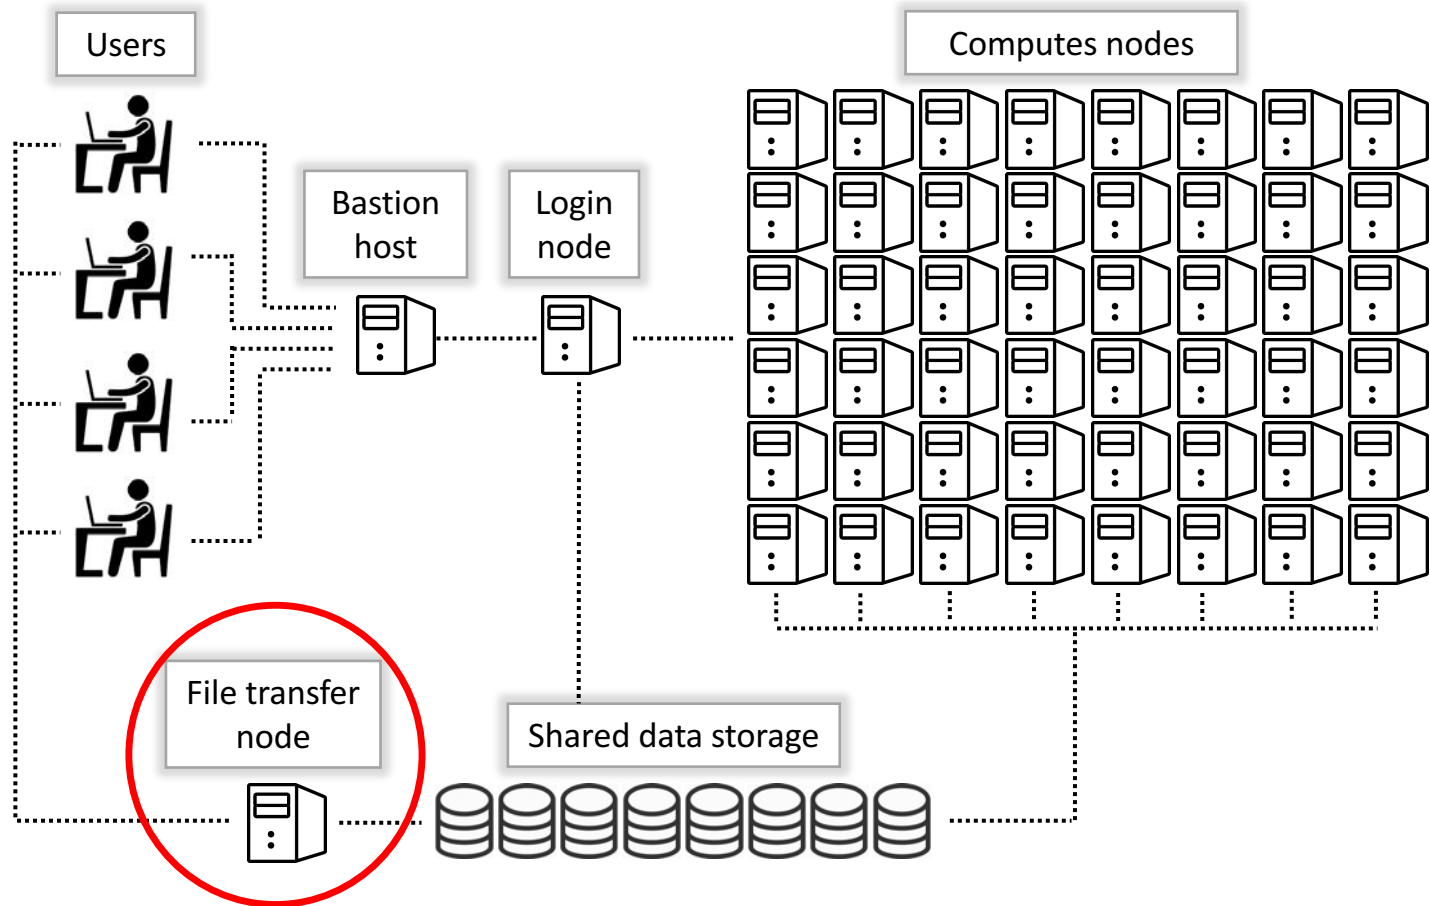 Users
Computes nodes
Bastion
host
Login
node
File transfer
node
Shared data storage